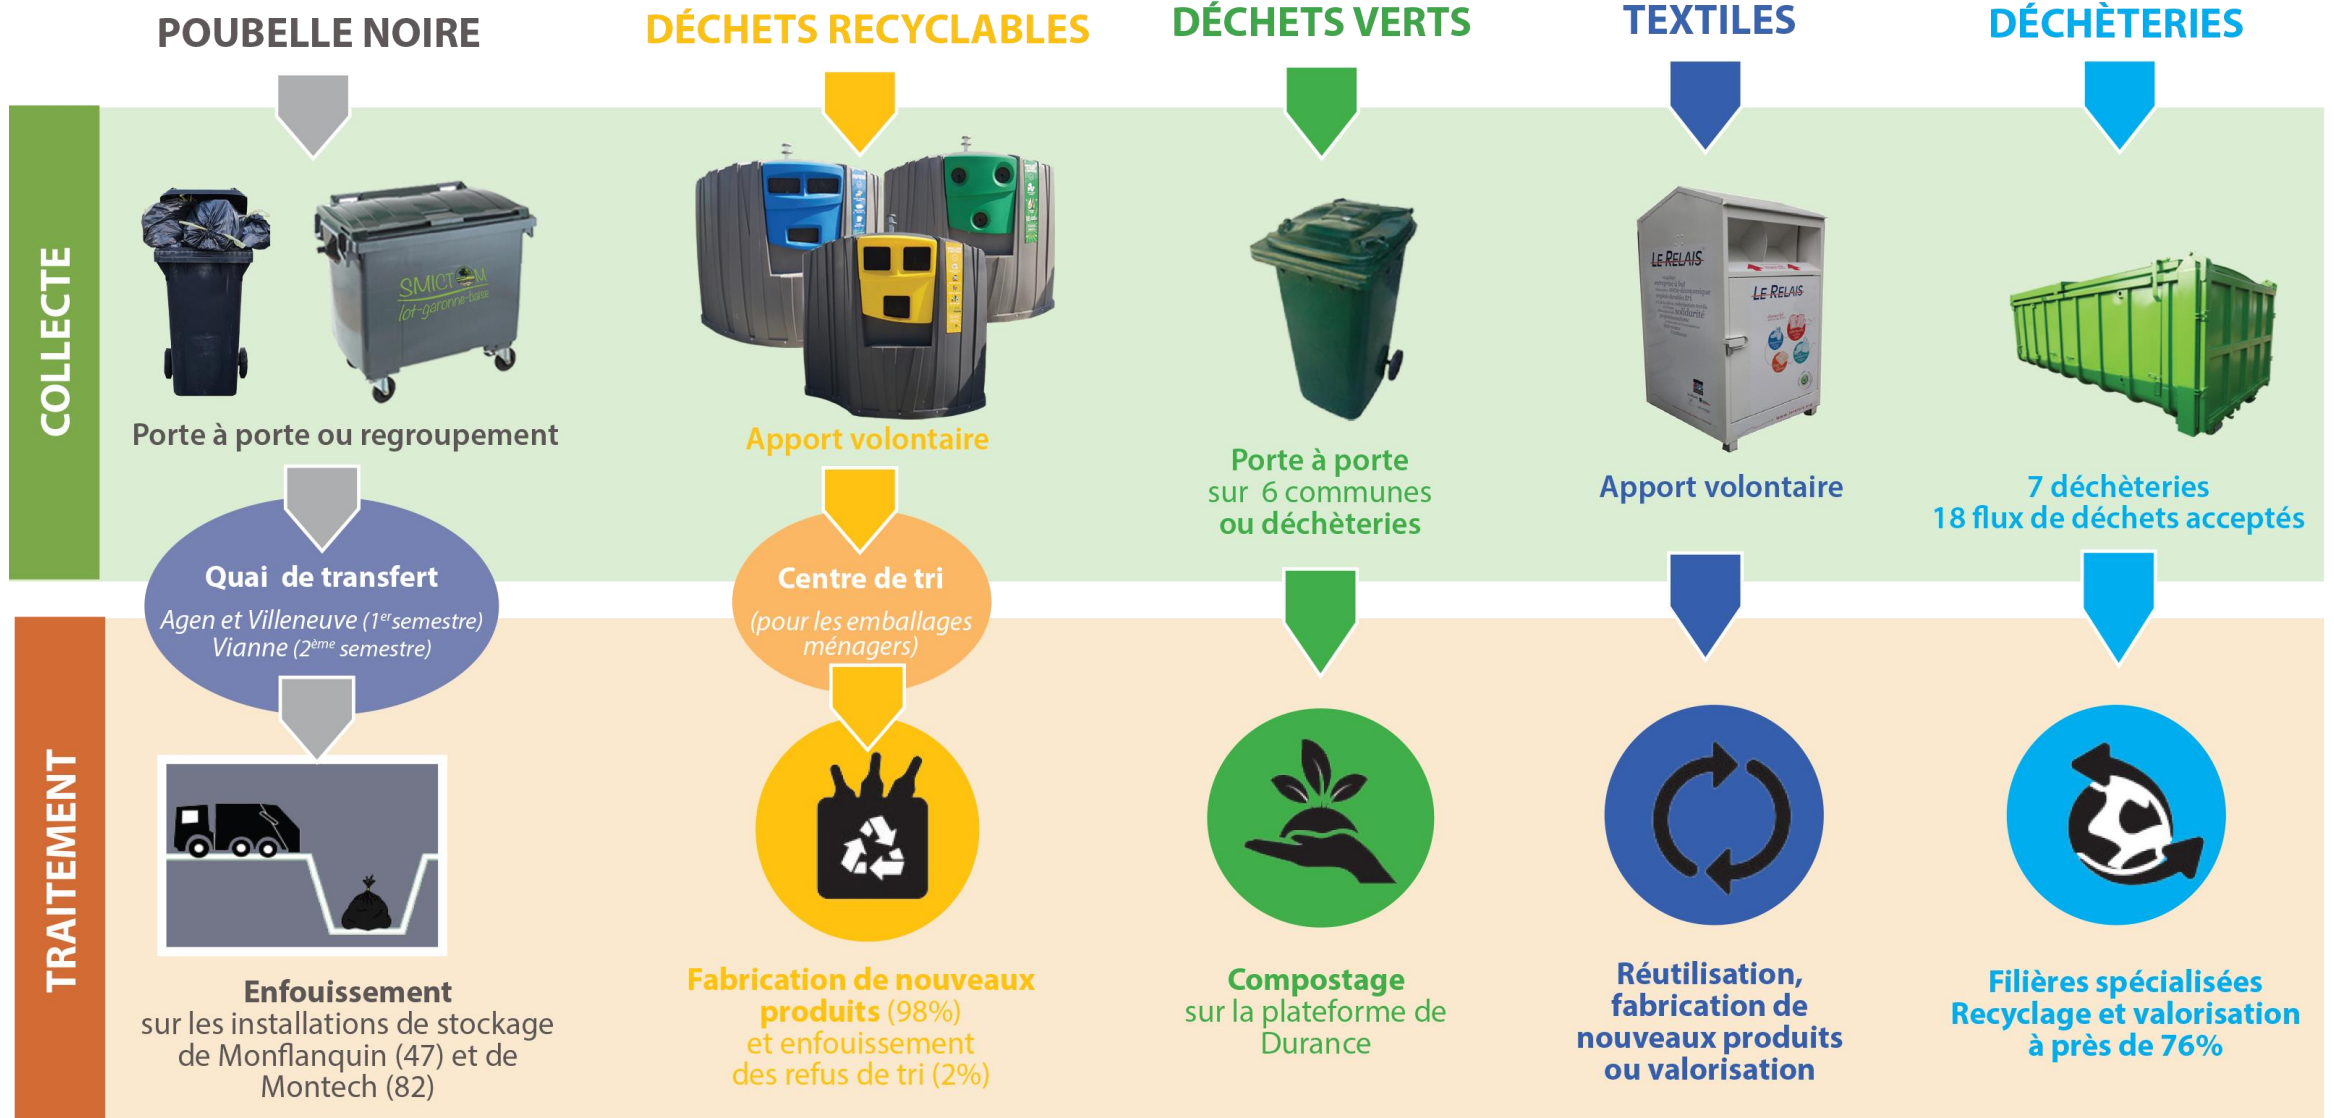 POUBELLE NOIRE
DÉCHETS RECYCLABLES
DÉCHETS VERTS
TEXTILES
DÉCHÈTERIES
COLLECTE
SMICTOM
lot-garonne-baïse
LE RELAIS
solidarité
LE RELAIS
Porte à porte ou regroupement
Apport volontaire
Porte à porte
sur 6 communes
ou déchèteries
Apport volontaire
7 déchèteries
18 flux de déchets acceptés
Quai de transfert
Agen et Villeneuve (1er semestre)
Vianne (2ème semestre)
Centre de tri
(pour les emballages
ménagers)
TRAITEMENT
Enfouissement
sur les installations de stockage
de Monflanquin (47) et de
Montech (82)
Fabrication de nouveaux
produits (98%)
et enfouissement
des refus de tri (2%)
Compostage
sur la plateforme de
Durance
Réutilisation,
fabrication de
nouveaux produits
ou valorisation
Filières spécialisées
Recyclage et valorisation
à près de 76%